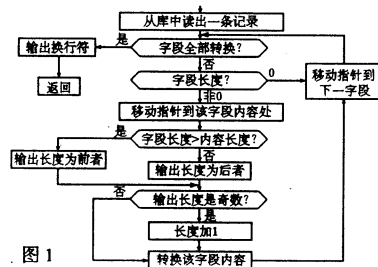 从库中读出一条记录
是
输出换行符
字段全部转换?
否
返回
字段长度?
0
移动指针到
下一字段
非0
移动指针到该字段内容处
是
字段长度>内容长度?
否
输出长度为前者
输出长度为后者
否
输出长度是奇数?
是
长度加1
图1
转换该字段内容